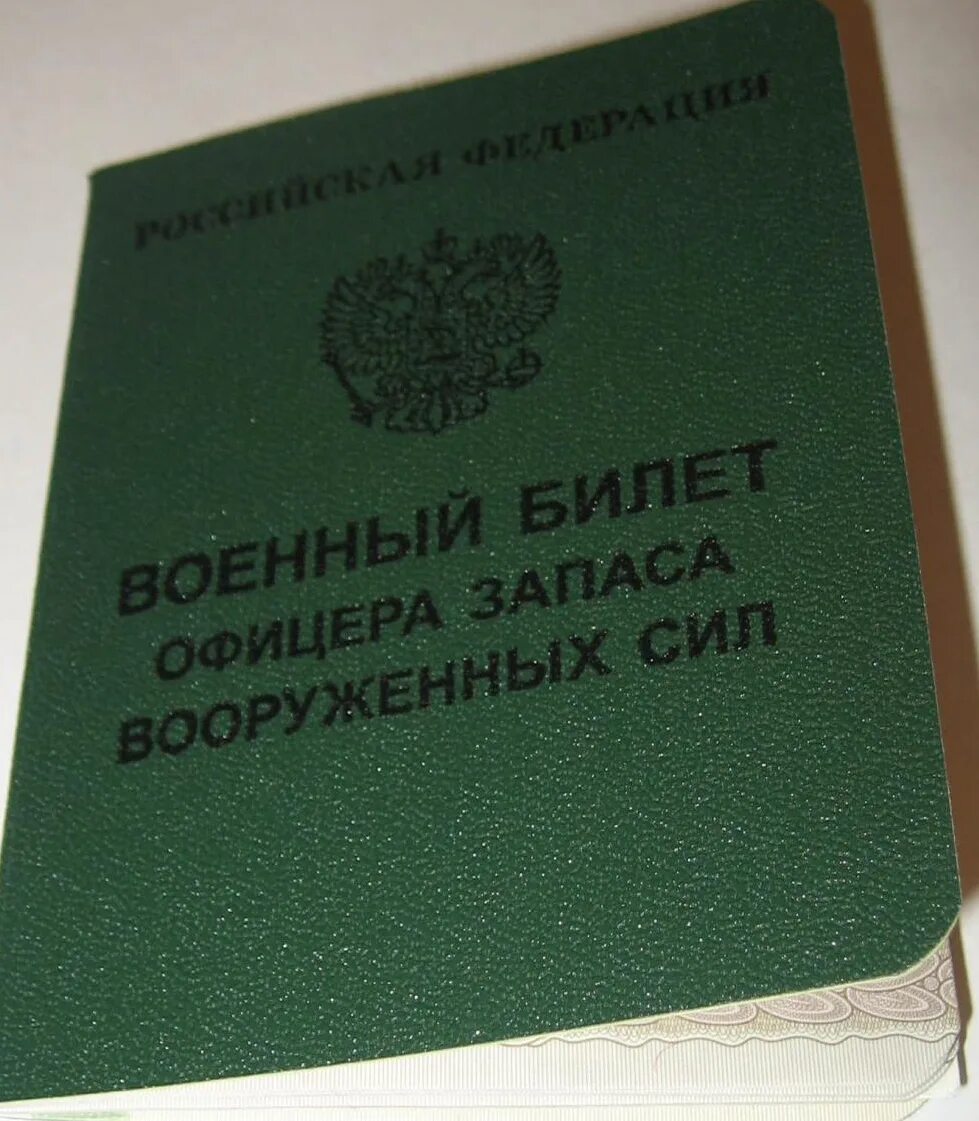 РОССИЙСКАЯ ФЕДЕРАЦИЯ
ВОЕННЫЙ БИЛЕТ
ОФИЦЕРА ЗАПАСА
ВООРУЖЕННЫХ СИЛ